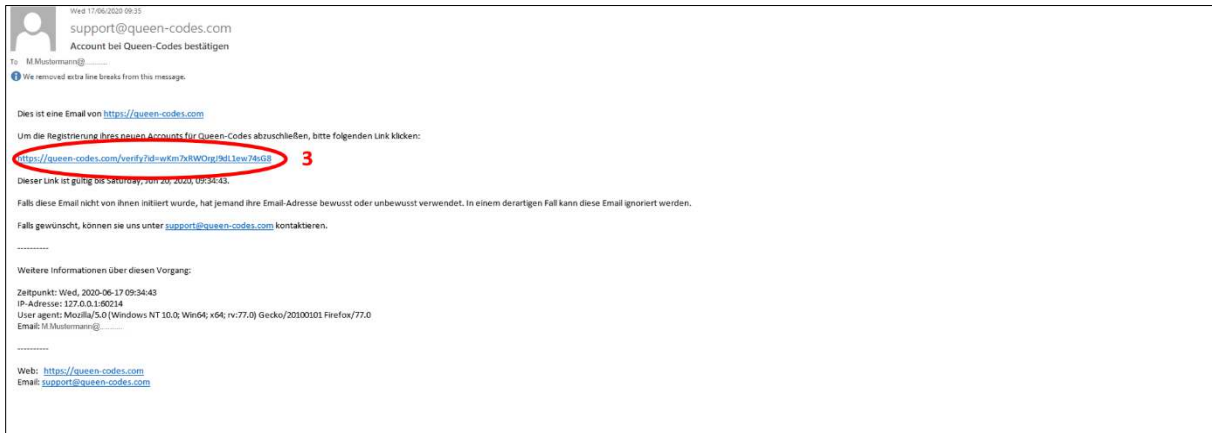 Wed 17/06/2020 09:35
support@queen-codes.com
Account bei Queen-Codes bestätigen
To M.Mustermann@..........
We removed extra line breaks from this message.
Dies ist eine Email von https://queen-codes.com
Um die Registrierung ihres neuen Accounts für Queen-Codes abzuschließen, bitte folgenden Link klicken:
https://queen-codes.com/verify?id=wKm7xRWOrgJ9dL1ew74sG8 3
Dieser Link ist gültig bis Saturday, Jun 20, 2020, 09:34:43.
Falls diese Email nicht von ihnen initiiert wurde, hat jemand ihre Email-Adresse bewusst oder unbewusst verwendet. In einem derartigen Fall kann diese Email ignoriert werden.
Falls gewünscht, können sie uns unter support@queen-codes.com kontaktieren.
----------
Weitere Informationen über diesen Vorgang:
Zeitpunkt: Wed, 2020-06-17 09:34:43
IP-Adresse: 127.0.0.1:60214
User agent: Mozilla/5.0 (Windows NT 10.0; Win64; x64; rv:77.0) Gecko/20100101 Firefox/77.0
Email: M.Mustermann@..........
----------
Web: https://queen-codes.com
Email: support@queen-codes.com